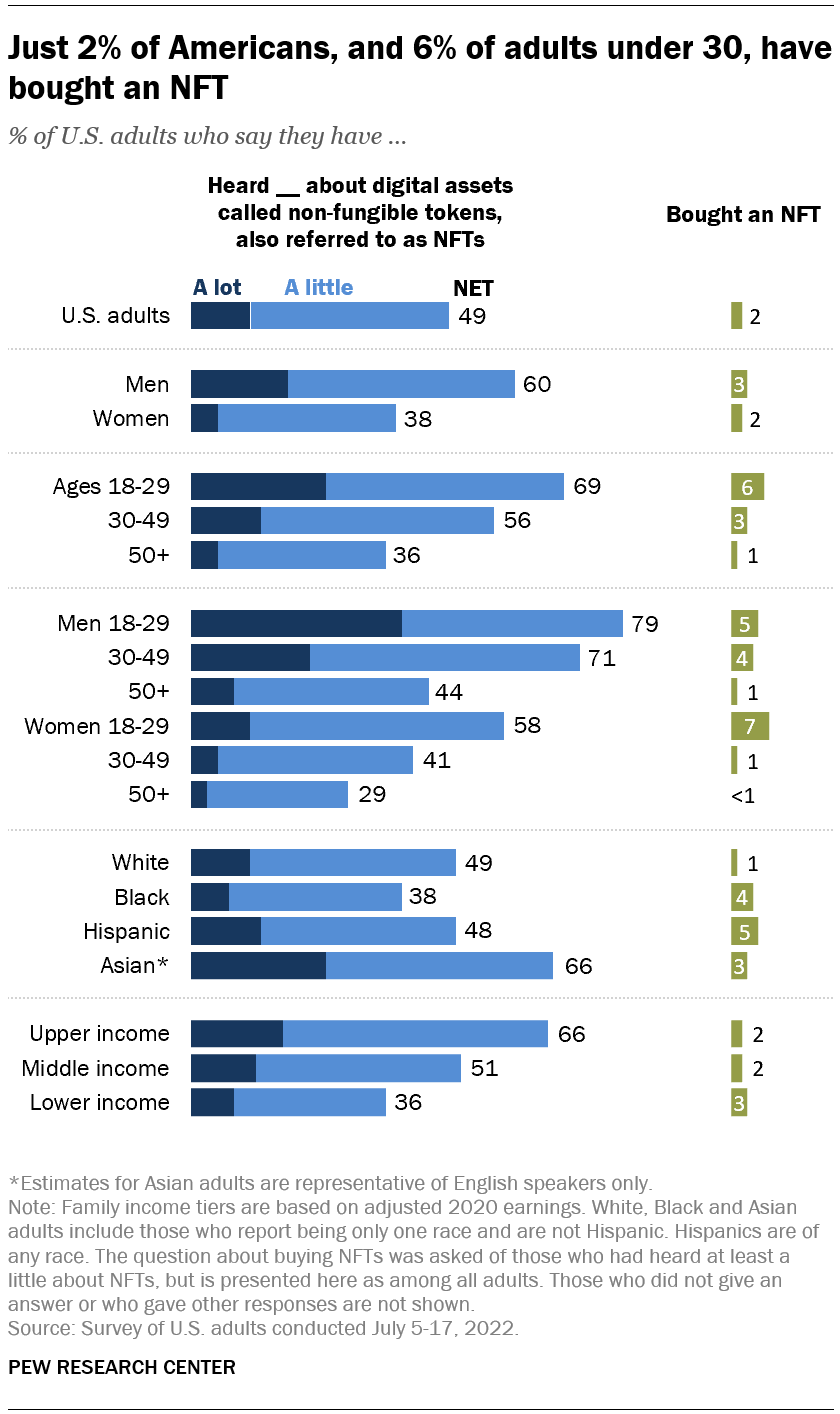 Just 2% of Americans, and 6% of adults under 30, have
bought an NFT
% of U.S. adults who say they have ...
Heard __ about digital assets
called non-fungible tokens,
also referred to as NFTs
Bought an NFT
A lot A little NET
U.S. adults 49 2
Men 60 3
Women 38 2
Ages 18-29 69 6
30-49 56 3
50+ 36 1
Men 18-29 79 5
30-49 71 4
50+ 44 1
Women 18-29 58 7
30-49 41 1
50+ 29 <1
White 49 1
Black 38 4
Hispanic 48 5
Asian* 66 3
Upper income 66 2
Middle income 51 2
Lower income 36 3
*Estimates for Asian adults are representative of English speakers only.
Note: Family income tiers are based on adjusted 2020 earnings. White, Black and Asian
adults include those who report being only one race and are not Hispanic. Hispanics are of
any race. The question about buying NFTs was asked of those who had heard at least a
little about NFTs, but is presented here as among all adults. Those who did not give an
answer or who gave other responses are not shown.
Source: Survey of U.S. adults conducted July 5-17, 2022.
PEW RESEARCH CENTER